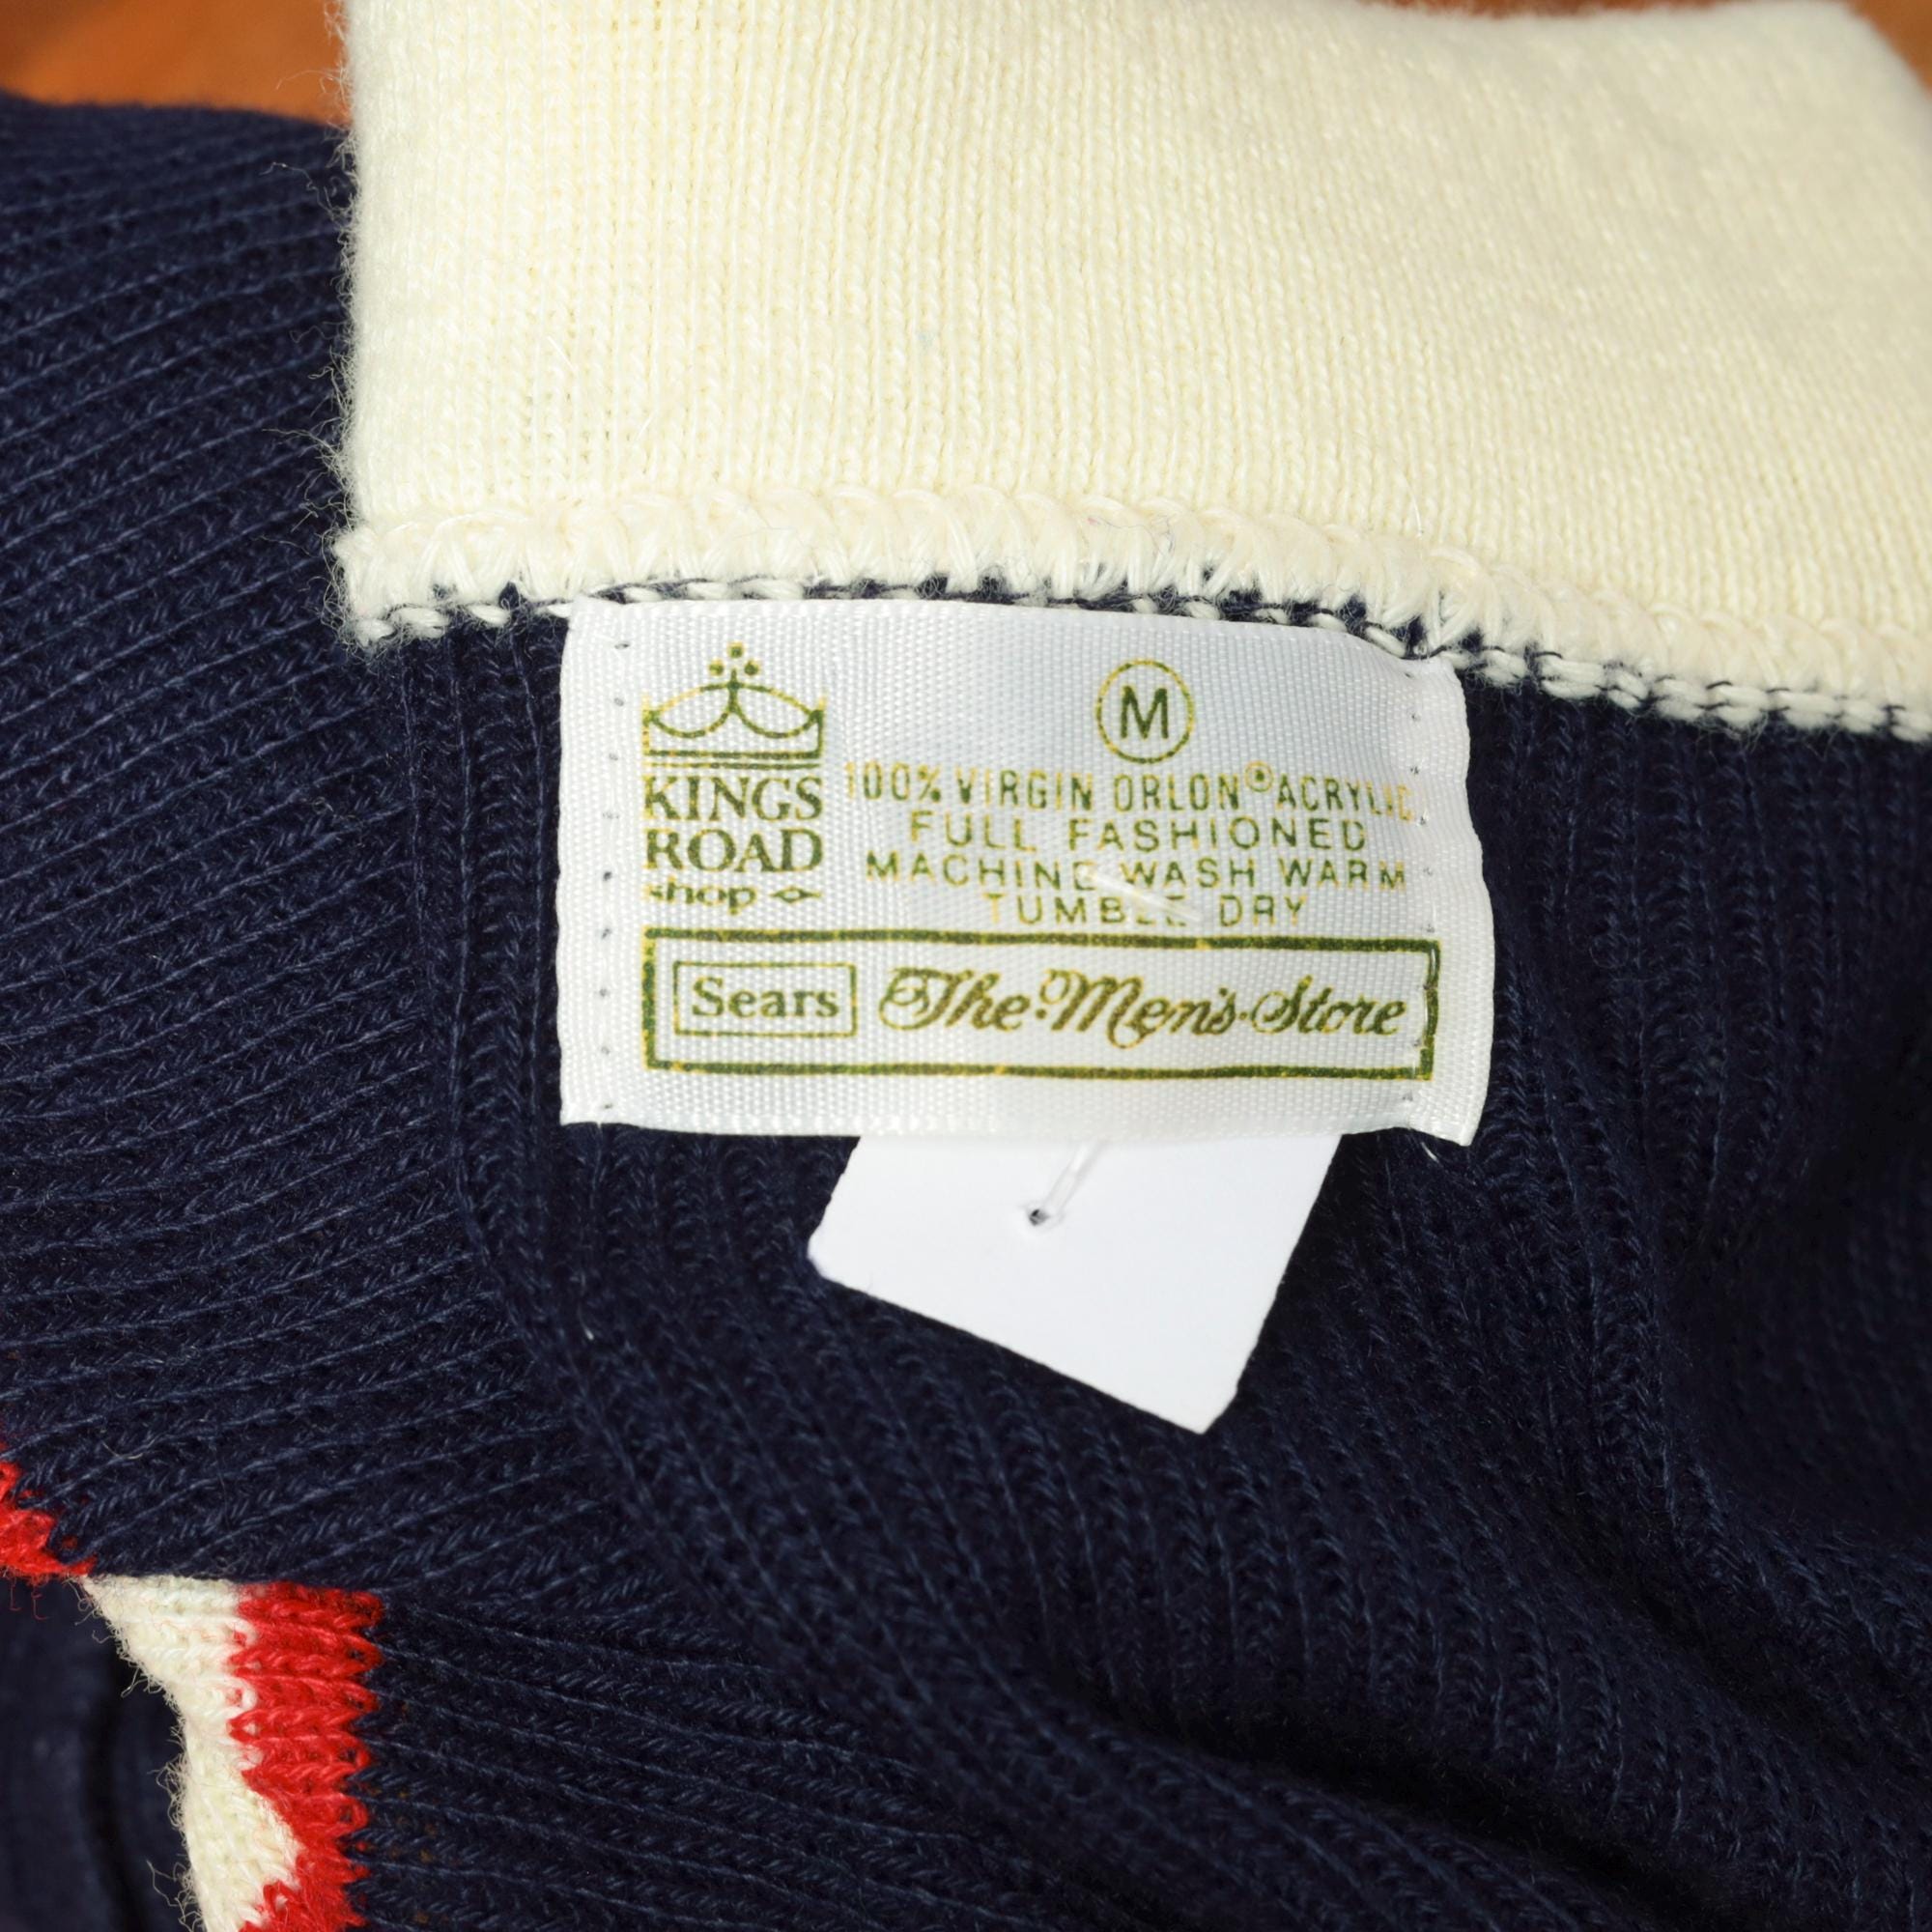 KINGS
ROAD
shop
M
100% VIRGIN ORLON® ACRYLIC
FULL FASHIONED
MACHINE WASH WARM
TUMBLE DRY
Sears The Men's Store